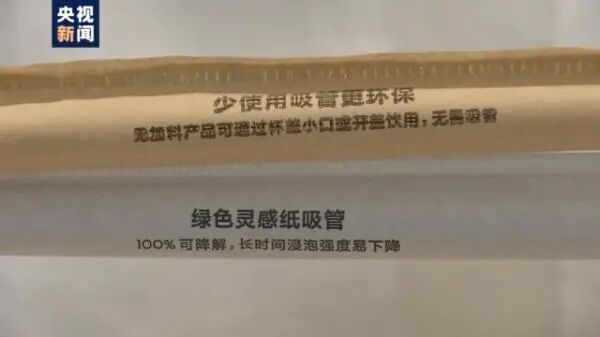 央视
新闻
少使用吸管更环保
无加料产品可通过杯盖小口或开盖饮用，无需吸管
绿色灵感纸吸管
100%可降解，长时间浸泡强度易下降